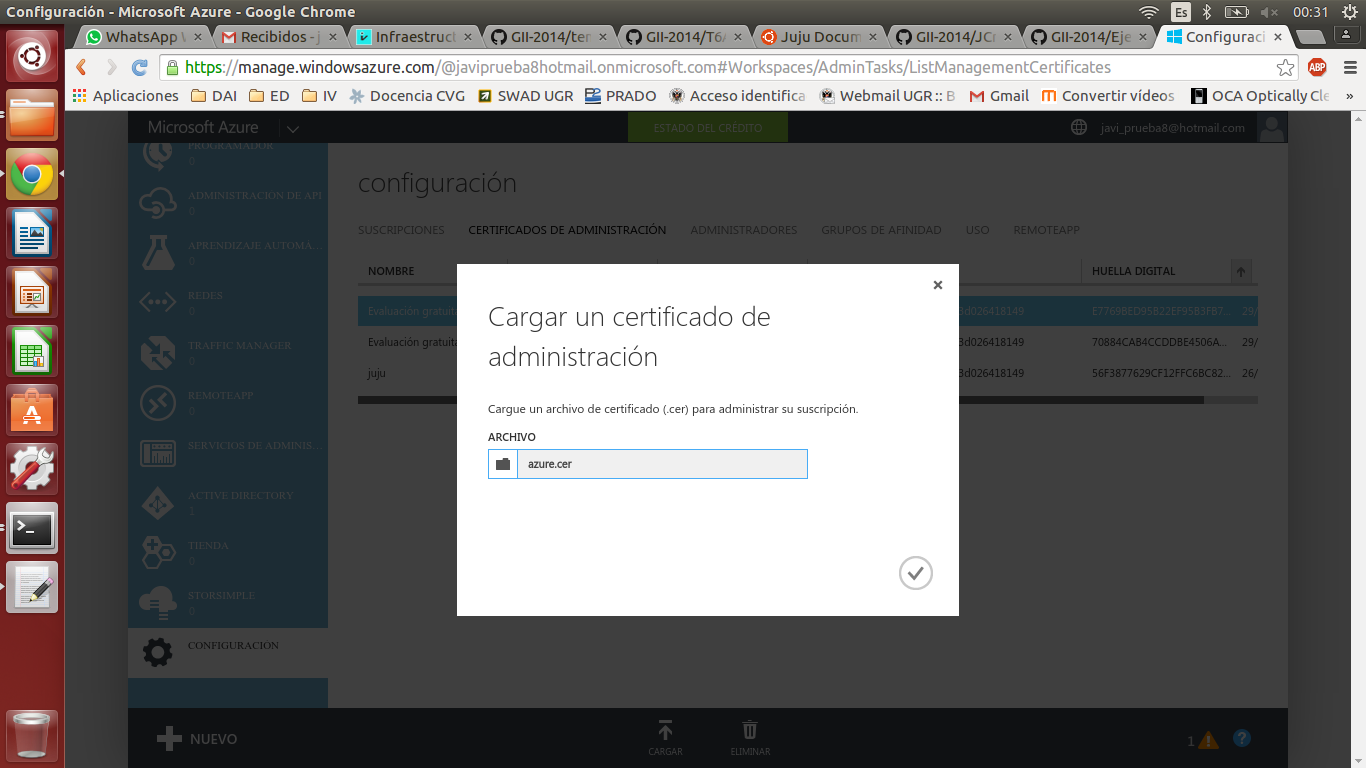 Configuración - Microsoft Azure - Google Chrome
Es
00:31
WhatsApp W
Recibidos - j
Infraestruct
GII-2014/ter
GII-2014/T6/
Juju Docum
GII-2014/JC
GII-2014/Eje
Configuraci
https://manage.windowsazure.com/@javiprueba8hotmail.onmicrosoft.com#Workspaces/AdminTasks/ListManagementCertificates
ABP
Aplicaciones
DAI
ED
IV
Docencia CVG
SWAD UGR
PRADO
Acceso identifica
Webmail UGR :: B
Gmail
Convertir vídeos
OCA Optically Cle
»
Microsoft Azure
ESTADO DEL CRÉDITO
javi_prueba8@hotmail.com
PROGRAMADOR
0
ADMINISTRACIÓN DE API
0
APRENDIZAJE AUTOMÁ...
0
REDES
0
TRAFFIC MANAGER
0
REMOTEAPP
0
SERVICIOS DE ADMINIS...
0
ACTIVE DIRECTORY
1
TIENDA
0
STORSIMPLE
0
CONFIGURACIÓN
configuración
SUSCRIPCIONES
CERTIFICADOS DE ADMINISTRACIÓN
ADMINISTRADORES
GRUPOS DE AFINIDAD
USO
REMOTEAPP
NOMBRE
HUELLA DIGITAL
Evaluación gratuita
3d026418149
E7769BED95B22EF95B3FB7...
29/
Evaluación gratuita
3d026418149
70884CAB4CCDDBE4506A...
29/
juju
3d026418149
56F3877629CF12FFC6BC82...
26/
Cargar un certificado de
administración
Cargue un archivo de certificado (.cer) para administrar su suscripción.
ARCHIVO
azure.cer
NUEVO
CARGAR
ELIMINAR
1
?